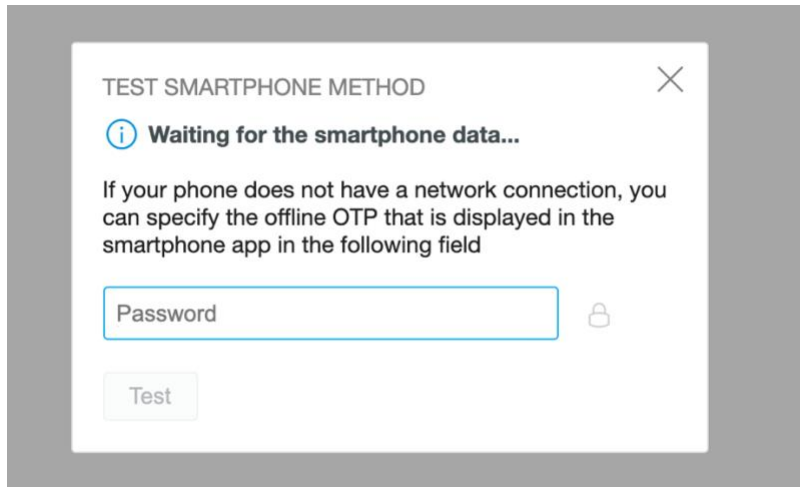 TEST SMARTPHONE METHOD
Waiting for the smartphone data...
If your phone does not have a network connection, you
can specify the offline OTP that is displayed in the
smartphone app in the following field
Password
Test